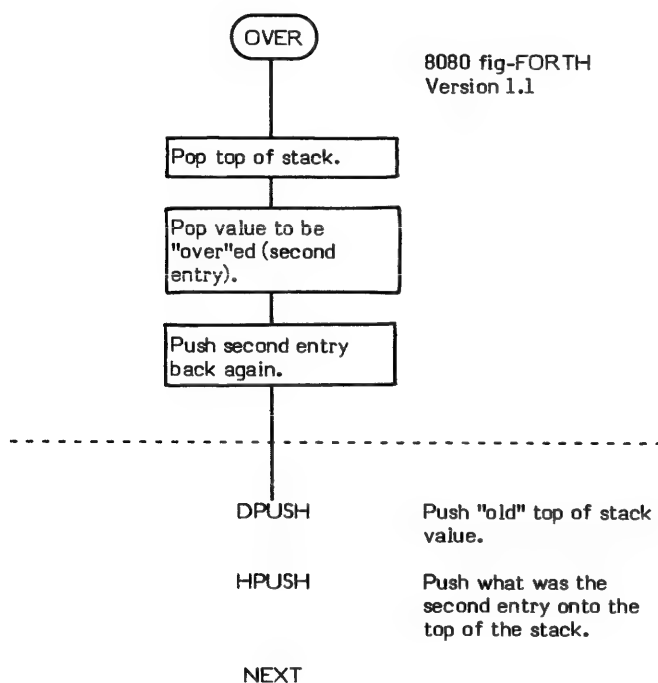 OVER
8080 fig-FORTH
Version 1.1
Pop top of stack.
Pop value to be
"over"ed (second
entry).
Push second entry
back again.
DPUSH
Push "old" top of stack
value.
HPUSH
Push what was the
second entry onto the
top of the stack.
NEXT